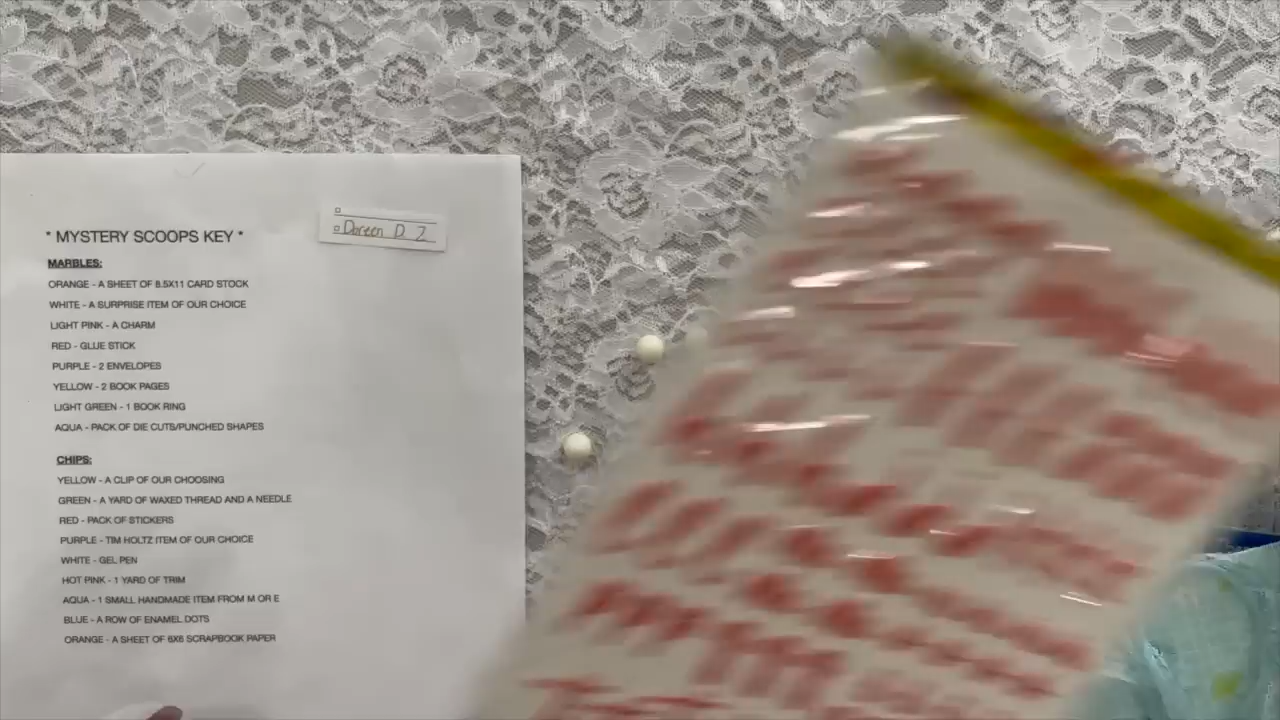 * MYSTERY SCOOPS KEY *
Doreen D. 2
MARBLES:
ORANGE - A SHEET OF 8.5X11 CARD STOCK
WHITE - A SURPRISE ITEM OF OUR CHOICE
LIGHT PINK - A CHARM
RED - GLUE STICK
PURPLE - 2 ENVELOPES
YELLOW - 2 BOOK PAGES
LIGHT GREEN - 1 BOOK RING
AQUA - PACK OF DIE CUTS/PUNCHED SHAPES
CHIPS:
YELLOW - A CLIP OF OUR CHOOSING
GREEN - A YARD OF WAXED THREAD AND A NEEDLE
RED - PACK OF STICKERS
PURPLE - TIM HOLTZ ITEM OF OUR CHOICE
WHITE - GEL PEN
HOT PINK - 1 YARD OF TRIM
AQUA - 1 SMALL HANDMADE ITEM FROM M OR E
BLUE - A ROW OF ENAMEL DOTS
ORANGE - A SHEET OF 6X6 SCRAPBOOK PAPER